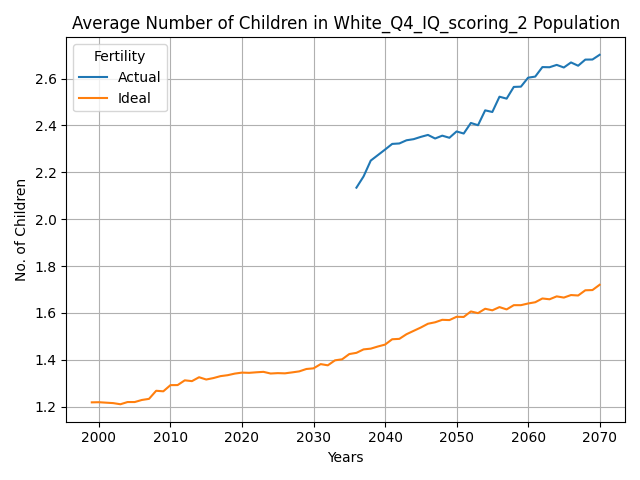 Average Number of Children in White_Q4_IQ_scoring_2 Population
Fertility
Actual
Ideal
No. of Children
2.6
2.4
2.2
2.0
1.8
1.6
1.4
1.2
2000 2010 2020 2030 2040 2050 2060 2070
Years